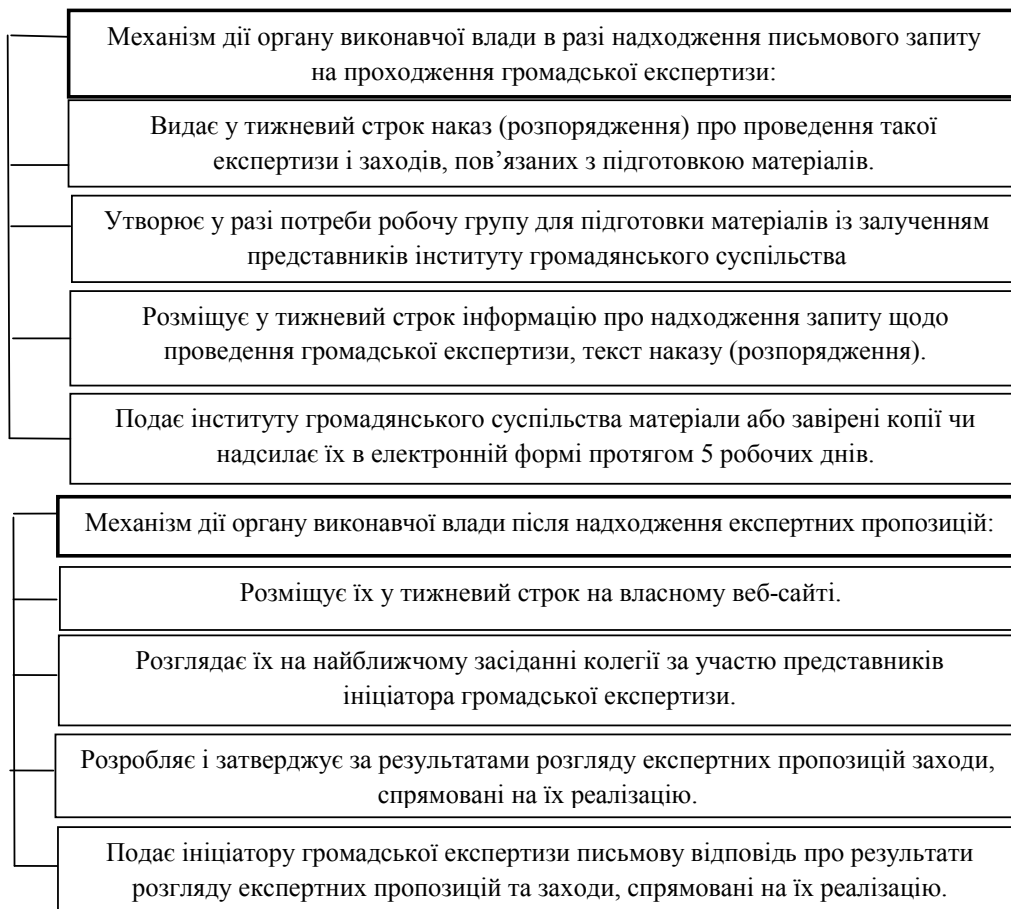 Механізм дії органу виконавчої влади в разі надходження письмового запиту
на проходження громадської експертизи:
Видає у тижневий строк наказ (розпорядження) про проведення такої
експертизи і заходів, пов’язаних з підготовкою матеріалів.
Утворює у разі потреби робочу групу для підготовки матеріалів із залученням
представників інституту громадянського суспільства
Розміщує у тижневий строк інформацію про надходження запиту щодо
проведення громадської експертизи, текст наказу (розпорядження).
Подає інституту громадянського суспільства матеріали або завірені копії чи
надсилає їх в електронній формі протягом 5 робочих днів.
Механізм дії органу виконавчої влади після надходження експертних пропозицій:
Розміщує їх у тижневий строк на власному веб-сайті.
Розглядає їх на найближчому засіданні колегії за участю представників
ініціатора громадської експертизи.
Розробляє і затверджує за результатами розгляду експертних пропозицій заходи,
спрямовані на їх реалізацію.
Подає ініціатору громадської експертизи письмову відповідь про результати
розгляду експертних пропозицій та заходи, спрямовані на їх реалізацію.